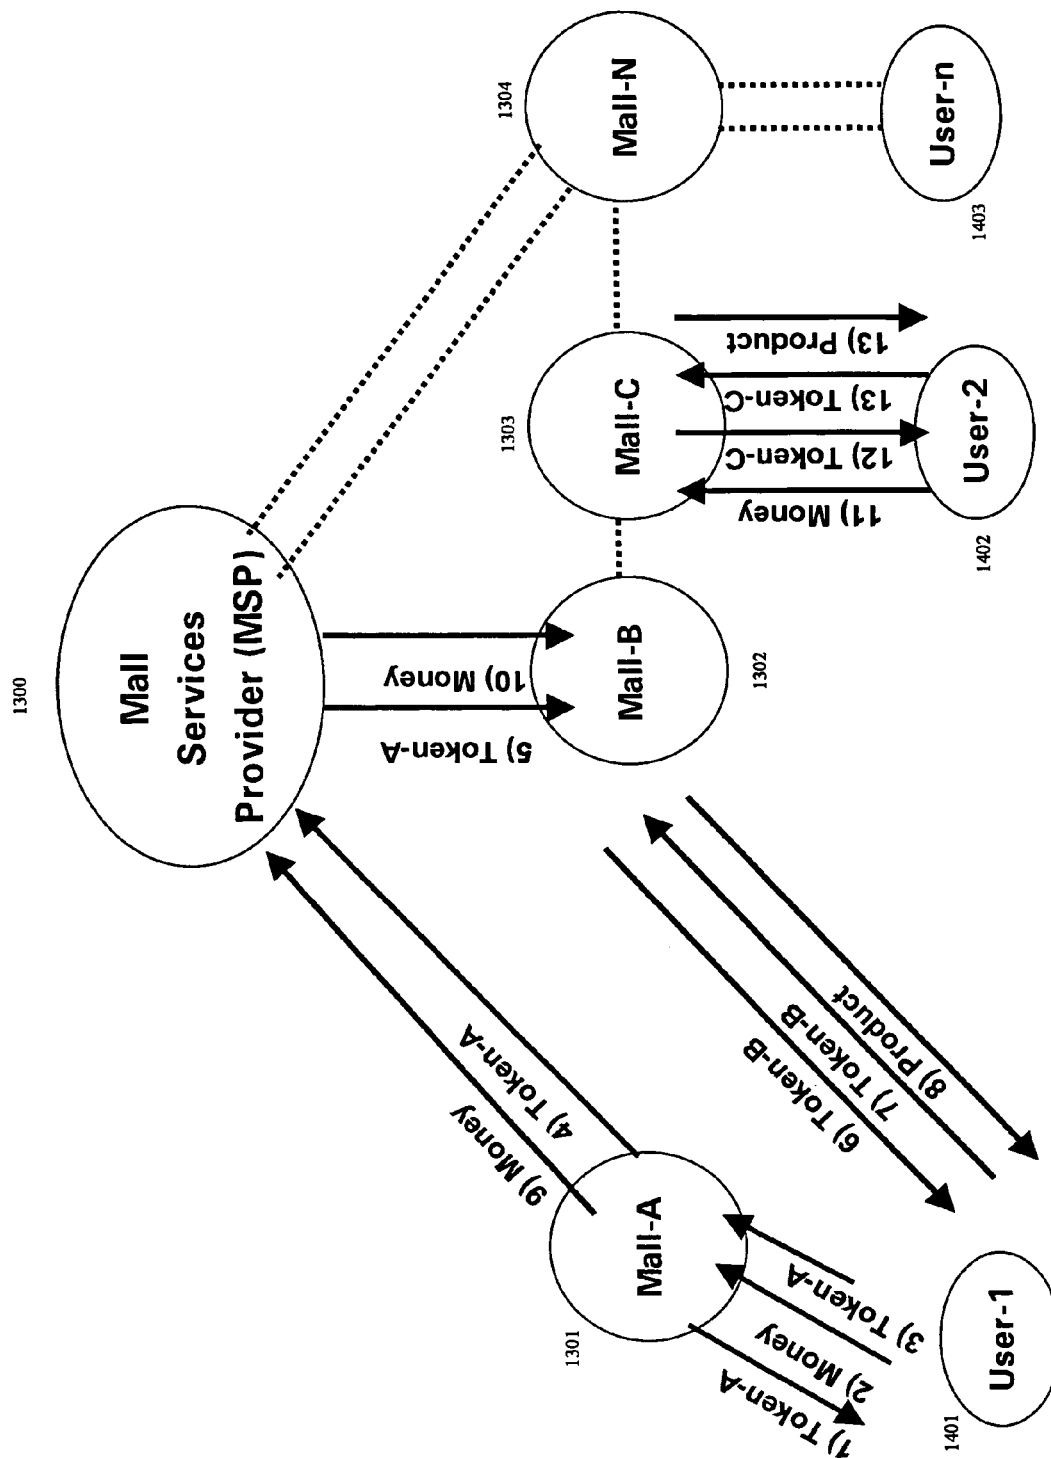 1300
Mall
Services
Provider (MSP)
9) Money
4) Token-A
5) Token-A
10) Money
1301
Mall-A
1302
Mall-B
1303
Mall-C
1304
Mall-N
1) Token-A
2) Money
3) Token-A
6) Token-B
7) Token-B
8) Product
11) Money
12) Token-C
13) Token-C
13) Product
1401
User-1
1402
User-2
1403
User-n